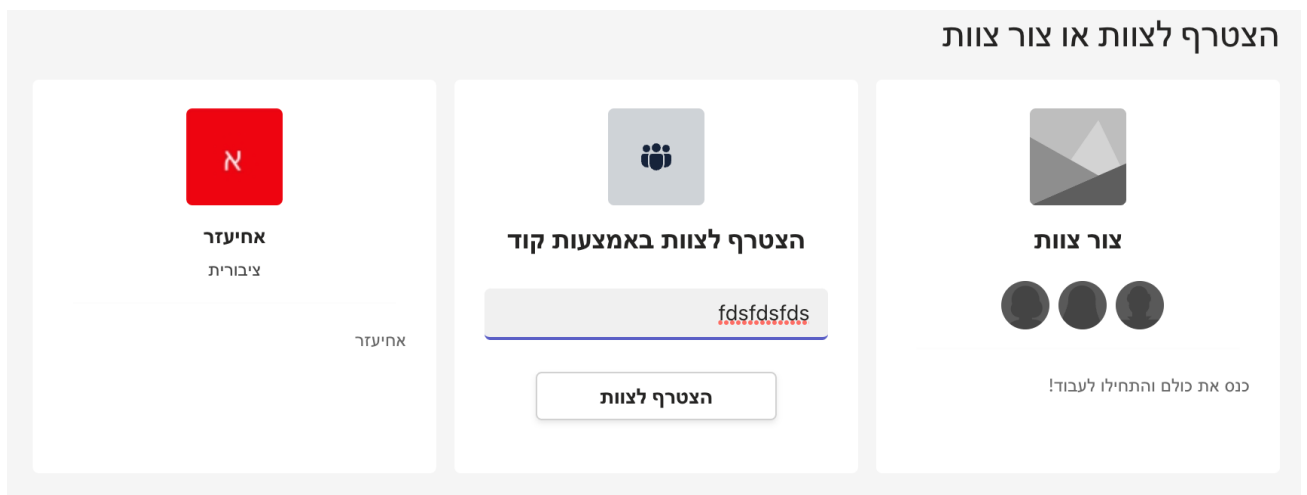 הצטרף לצוות או צור צוות
צור צוות
כנס את כולם והתחילו לעבוד!
הצטרף לצוות באמצעות קוד
fdsfdsfds
הצטרף לצוות
א
אחיעזר
ציבורית
אחיעזר